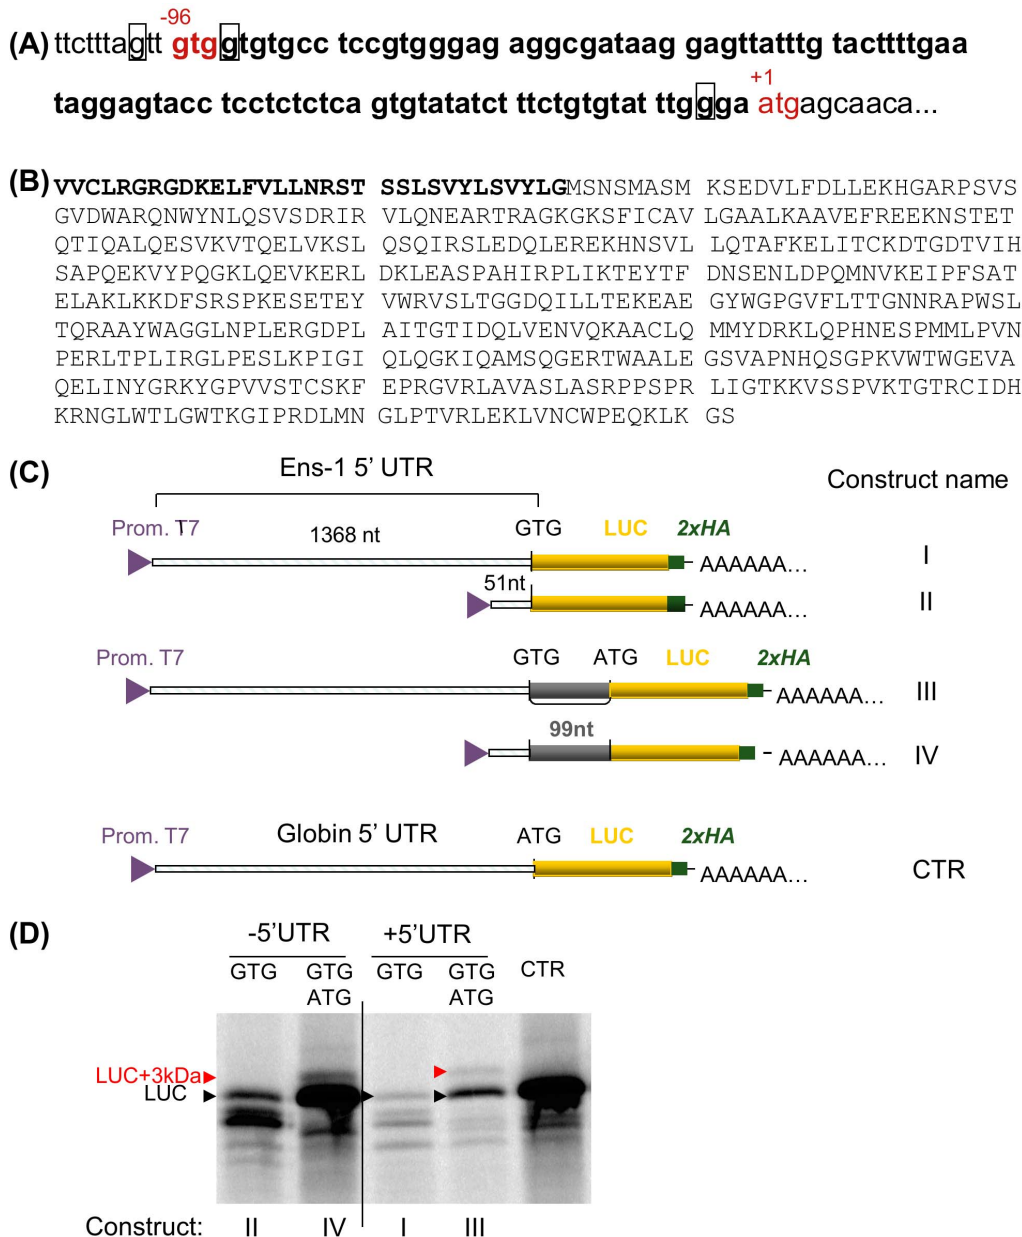 -96
(A) ttctttagtt gtggtgtgcc tccgtgggag aggcgataag gagttatttg tacttttgaa
+1
taggagtacc tcctctctca gtgtatatct ttctgtgtat ttggga atgagcaaca...
(B) VVCLRGRGDKELFVLLNRST SSLSVYLSVYLGMSNSMASM KSEDVLFDLLEKHGARPSVS
GVDWARQNWYNLQSVSDRIR VLQNEARTRAGKGKSFICAV LGAALKAAVEFREEKNSTET
QTIQALQESVKVTQELVKSL QSQIRSLEDQLEREKHNSVL LQTAFKELITCKDTGDTVIH
SAPQEKVYPQGKLQEVKERL DKLEASPAHIRPLIKTEYTF DNSENLDPQMNVKEIPFSAT
ELAKLKKDFSRSPKESETEY VWRVSLTGGDQILLTEKEAE GYWGPGVFLTTGNNRAPWSL
TQRAAYWAGGLNPLERGDPL AITGTIDQLVENVQKAACLQ MMYDRKLQPHNESPMMLPVN
PERLTPLIRGLPESLKPIGI QLQGKIQAMSQGERTWAALE GSVAPNHQSGPKVWTWGEVA
QELINYGRKYGPVVSTCSKF EPRGVRLAVASLASRPPSPR LIGTKKVSSPVKTGTRCIDH
KRNGLWTLGWTKGIPRDLMN GLPTVRLEKLVNCWPEQKLK GS
(C) Ens-1 5' UTR Construct name
Prom. T7 1368 nt GTG LUC 2xHA
AAAAAA... I
51nt
AAAAAA... II
Prom. T7 GTG ATG LUC 2xHA
AAAAAA... III
99nt
AAAAAA... IV
Prom. T7 Globin 5' UTR ATG LUC 2xHA
AAAAAA... CTR
(D) -5'UTR +5'UTR
GTG GTG GTG GTG CTR
ATG ATG
LUC+3kDa
LUC
Construct: II IV I III